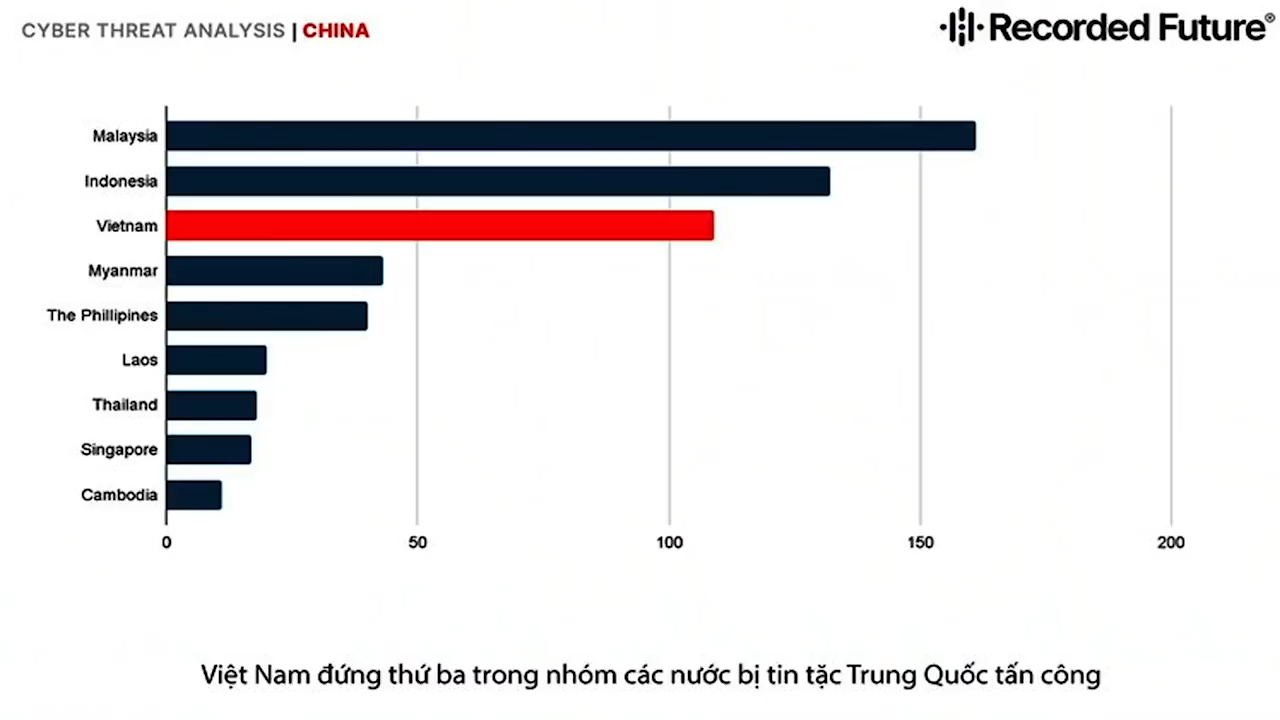 CYBER THREAT ANALYSIS | CHINA
Recorded Future®
Malaysia
Indonesia
Vietnam
Myanmar
The Phillipines
Laos
Thailand
Singapore
Cambodia
0 50 100 150 200
Việt Nam đứng thứ ba trong nhóm các nước bị tin tặc Trung Quốc tấn công